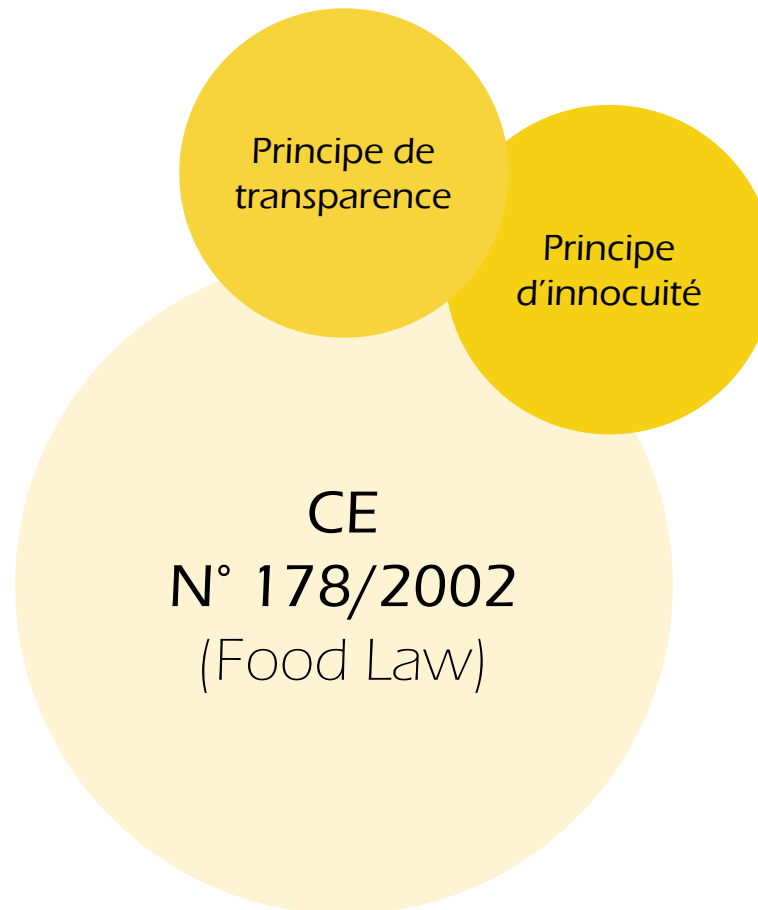 Principe de
transparence
Principe
d'innocuité
CE
N° 178/2002
(Food Law)